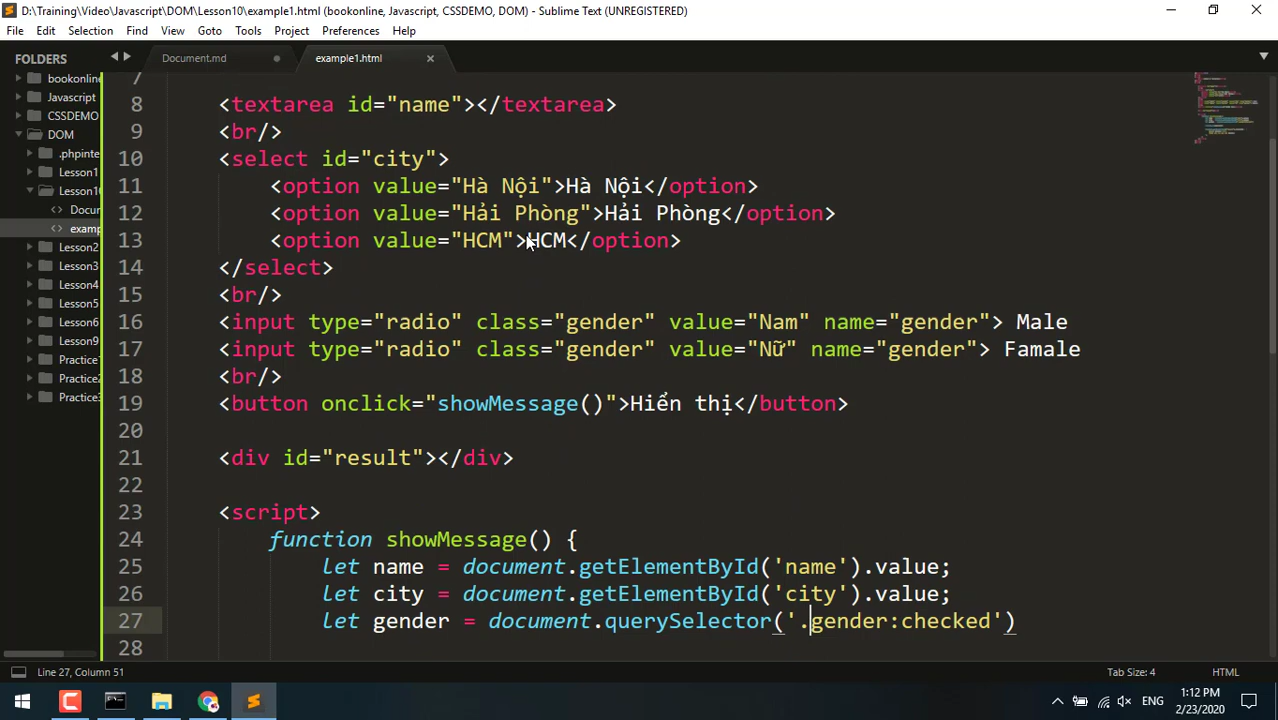 D:\Training\Video\Javascript\DOM\Lesson10\example1.html (bookonline, Javascript, CSSDEMO, DOM) - Sublime Text (UNREGISTERED)
File Edit Selection Find View Goto Tools Project Preferences Help
FOLDERS
bookonline
Javascript
CSSDEMO
DOM
.phpinte
Lesson1
Lesson10
Docum
examp
Lesson2
Lesson3
Lesson4
Lesson5
Lesson6
Lesson9
Practice1
Practice2
Practice3
Document.md
example1.html
7
8 <textarea id="name"></textarea>
9 <br/>
10 <select id="city">
11 <option value="Hà Nội">Hà Nội</option>
12 <option value="Hải Phòng">Hải Phòng</option>
13 <option value="HCM">HCM</option>
14 </select>
15 <br/>
16 <input type="radio" class="gender" value="Nam" name="gender"> Male
17 <input type="radio" class="gender" value="Nữ" name="gender"> Famale
18 <br/>
19 <button onclick="showMessage()">Hiển thị</button>
20
21 <div id="result"></div>
22
23 <script>
24 function showMessage() {
25 let name = document.getElementById('name').value;
26 let city = document.getElementById('city').value;
27 let gender = document.querySelector('.gender:checked')
28
Line 27, Column 51
Tab Size: 4
HTML
ENG
1:12 PM
2/23/2020